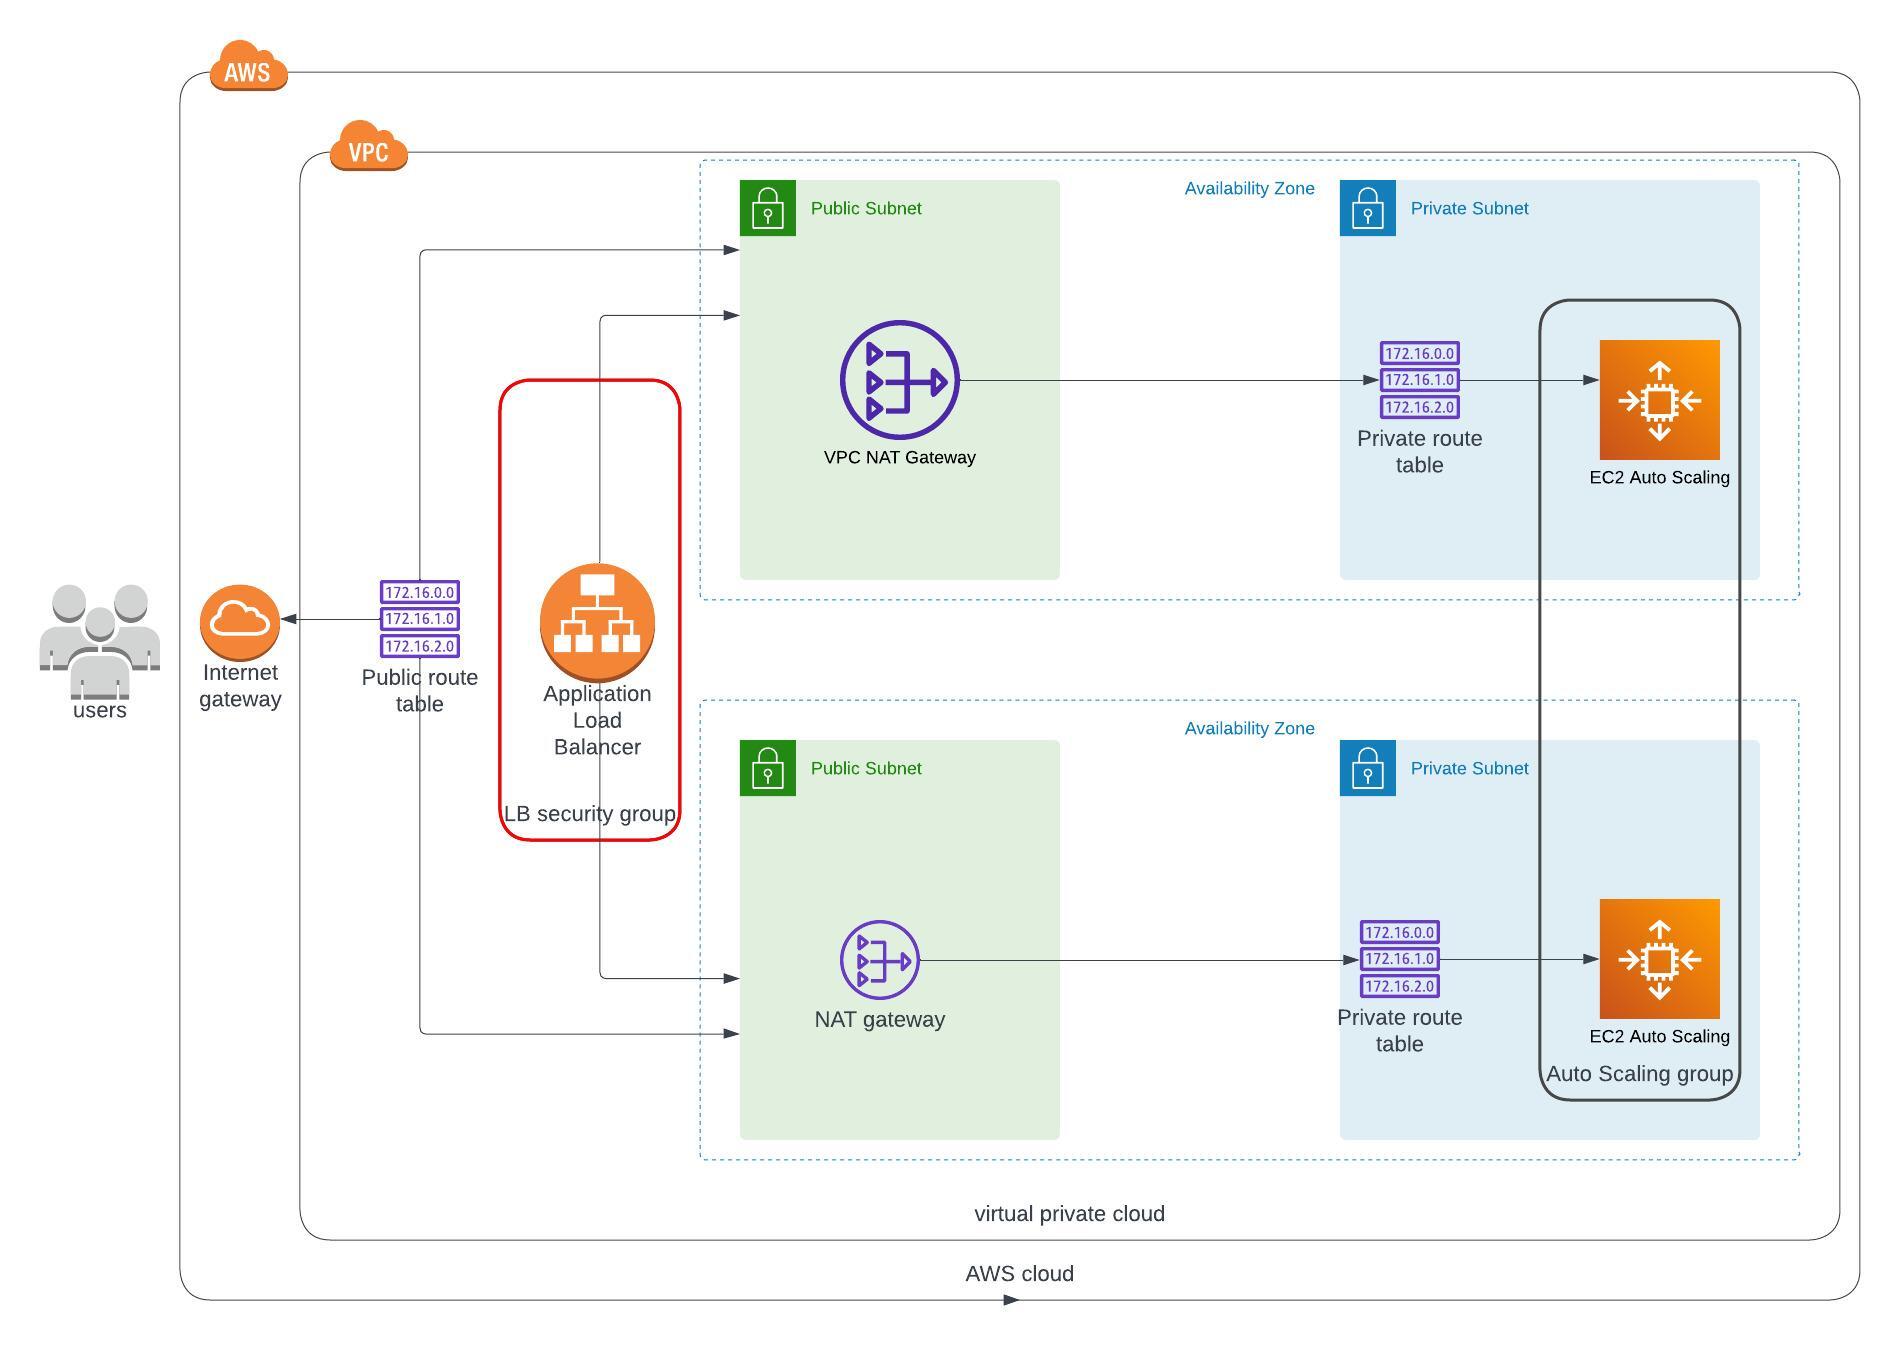 AWS
VPC
Availability Zone
Public Subnet
Private Subnet
172.16.0.0
172.16.1.0
172.16.2.0
Private route
table
VPC NAT Gateway
EC2 Auto Scaling
172.16.0.0
172.16.1.0
172.16.2.0
Public route
table
Internet
gateway
users
Application
Load
Balancer
LB security group
Availability Zone
Public Subnet
Private Subnet
172.16.0.0
172.16.1.0
172.16.2.0
Private route
table
NAT gateway
EC2 Auto Scaling
Auto Scaling group
virtual private cloud
AWS cloud